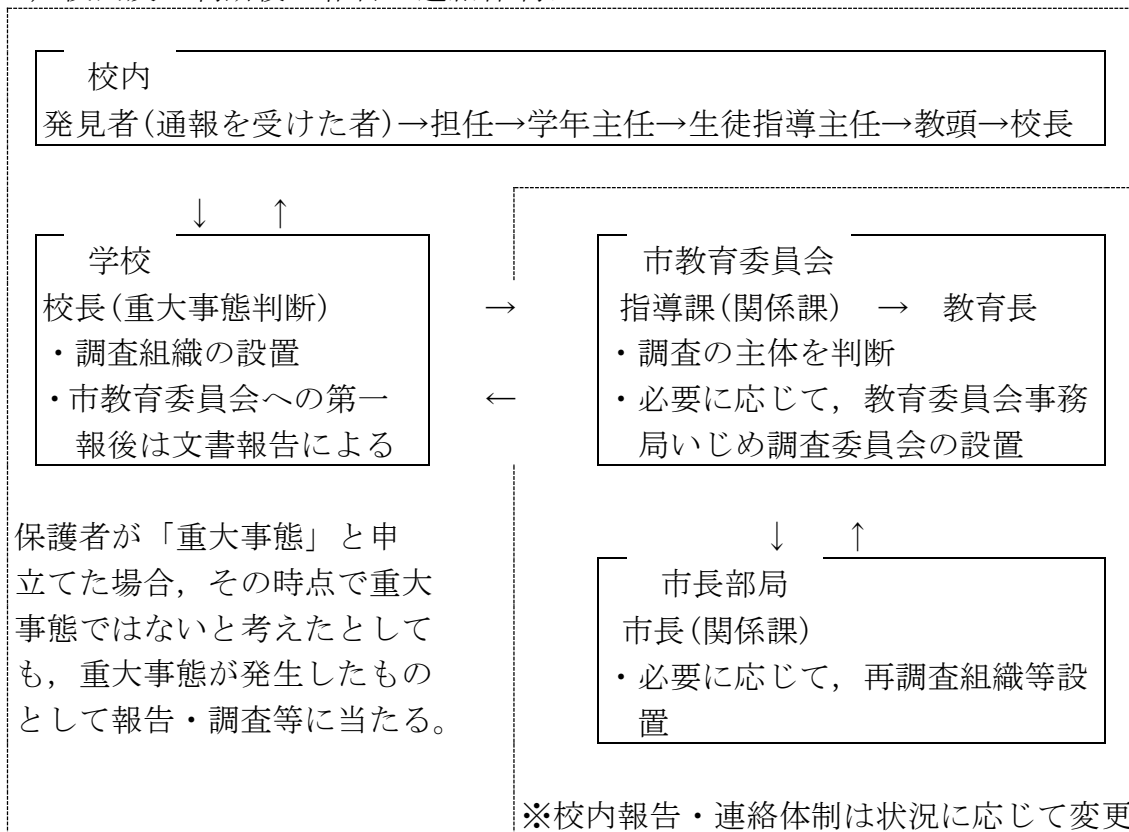 校内
発見者(通報を受けた者)→担任→学年主任→生徒指導主任→教頭→校長
↓ ↑
学校
校長(重大事態判断)
・調査組織の設置
・市教育委員会への第一
報後は文書報告による
→
←
市教育委員会
指導課(関係課) → 教育長
・調査の主体を判断
・必要に応じて，教育委員会事務
局いじめ調査委員会の設置
保護者が「重大事態」と申
立てた場合，その時点で重大
事態ではないと考えたとして
も，重大事態が発生したもの
として報告・調査等に当たる。
↓ ↑
市長部局
市長(関係課)
・必要に応じて，再調査組織等設
置
※校内報告・連絡体制は状況に応じて変更